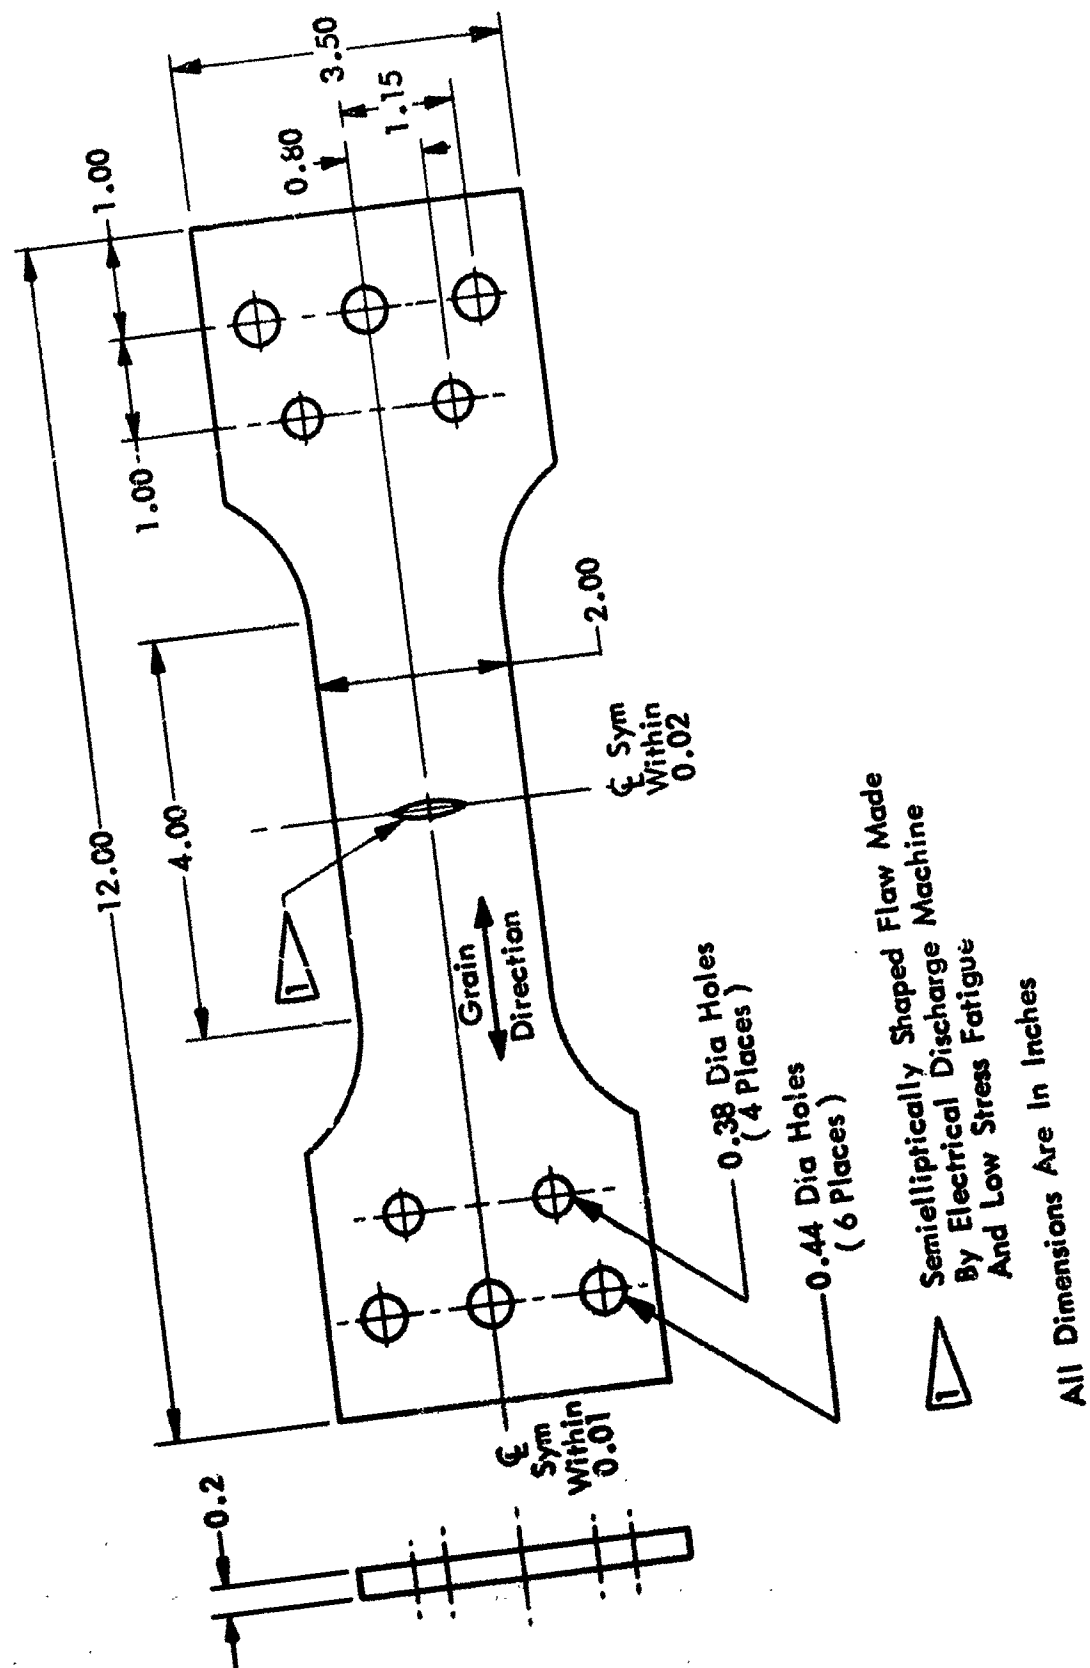 12.00
1.00
1.00
4.00
3.50
0.80
1.15
2.00
0.2
1
Grain
Direction
℄ Sym
Within
0.02
℄
Sym
Within
0.01
0.38 Dia Holes
( 4 Places )
0.44 Dia Holes
( 6 Places )
1 Semielliptically Shaped Flaw Made
By Electrical Discharge Machine
And Low Stress Fatigue
All Dimensions Are In Inches